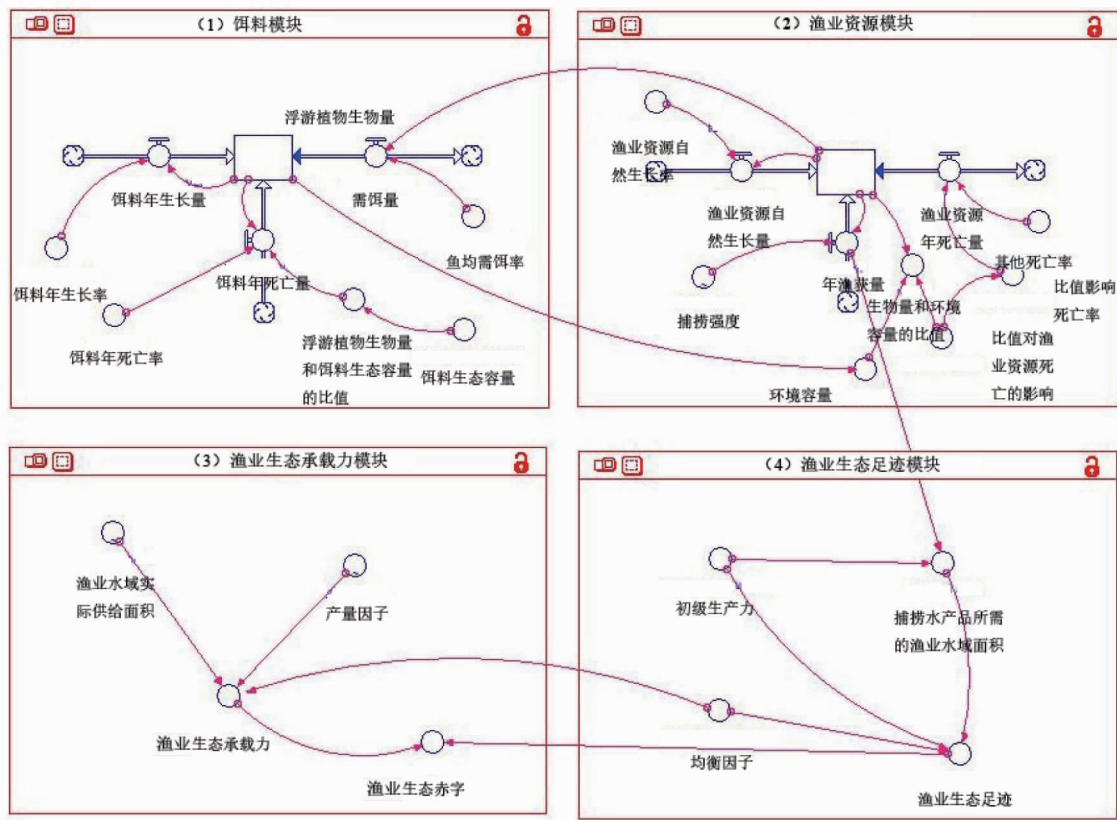 （1）饵料模块
浮游植物生物量
饵料年生长量
需饵量
鱼均需饵率
饵料年生长率
饵料年死亡量
饵料年死亡率
浮游植物生物量
和饵料生态容量
的比值
饵料生态容量
（2）渔业资源模块
渔业资源自
然生长率
渔业资源自
然生长量
渔业资源
年死亡量
其他死亡率
年渔获量
捕捞强度
生物量和环境
容量的比值
比值影响
死亡率
比值对渔
业资源死
亡的影响
环境容量
（3）渔业生态承载力模块
渔业水域实
际供给面积
产量因子
渔业生态承载力
渔业生态赤字
（4）渔业生态足迹模块
初级生产力
捕捞水产品所需
的渔业水域面积
均衡因子
渔业生态足迹